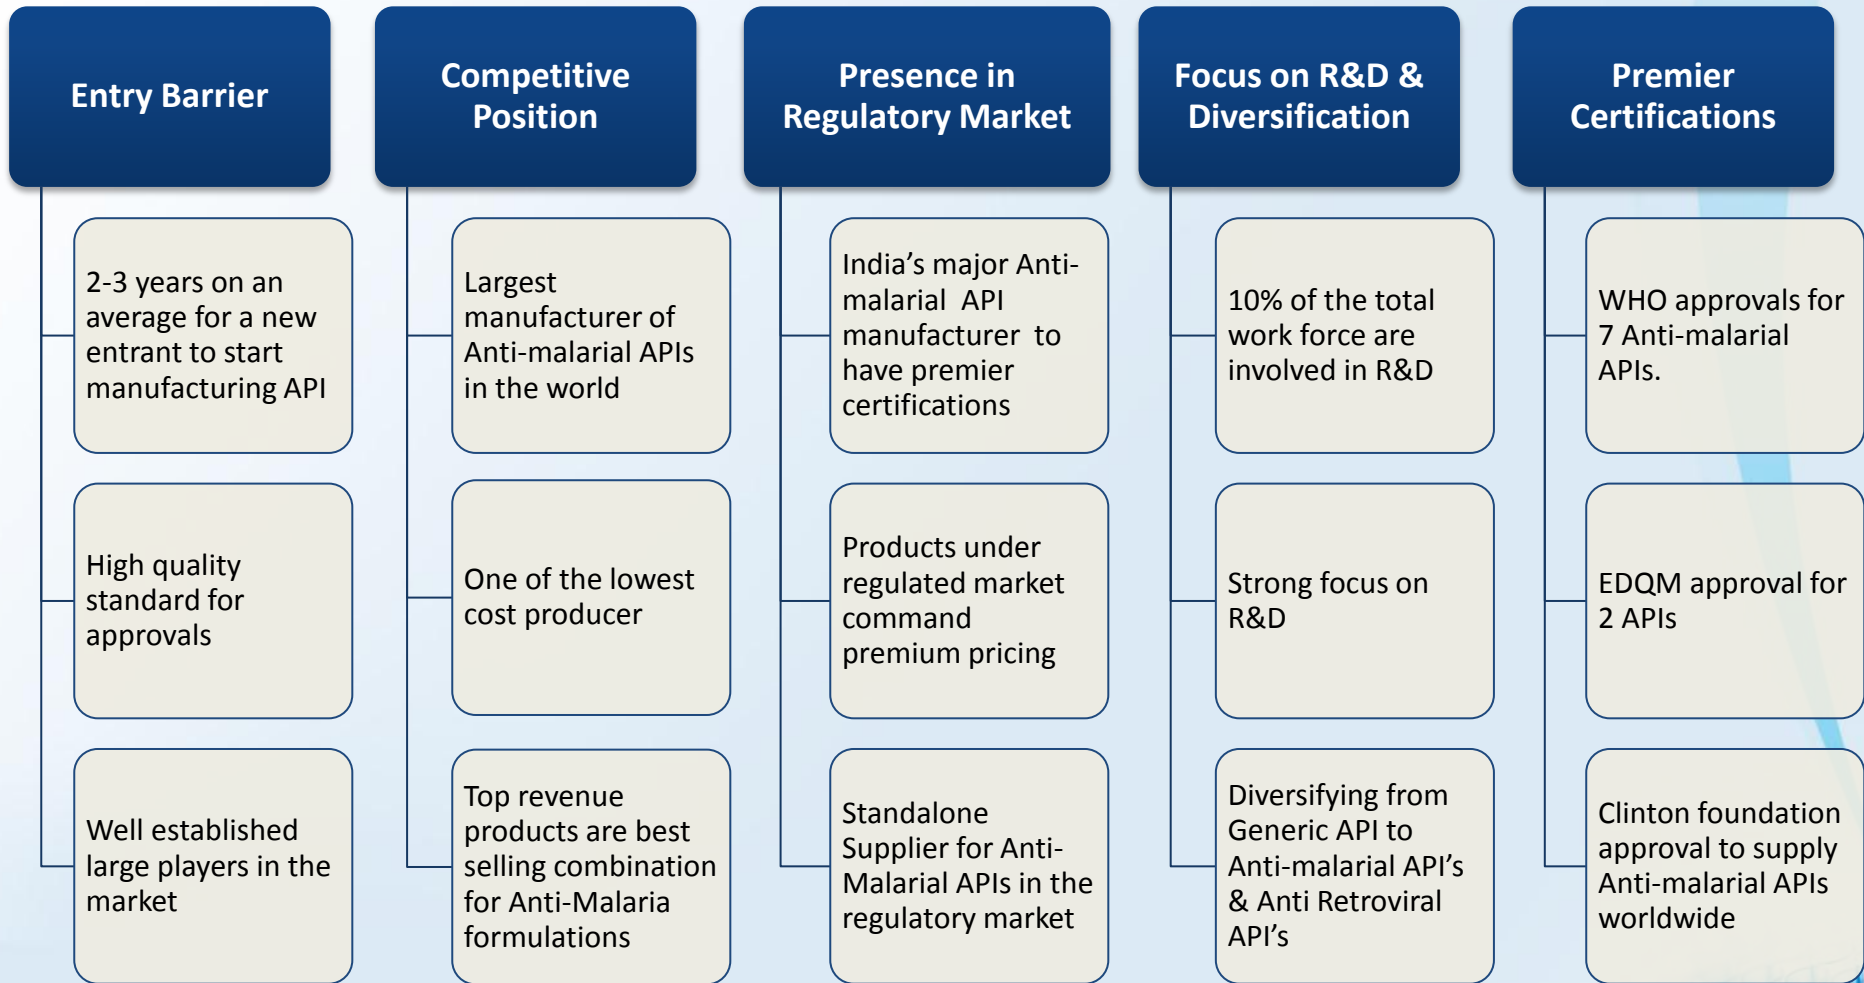 Entry Barrier
2-3 years on an
average for a new
entrant to start
manufacturing API
High quality
standard for
approvals
Well established
large players in the
market
Competitive
Position
Largest
manufacturer of
Anti-malarial APIs
in the world
One of the lowest
cost producer
Top revenue
products are best
selling combination
for Anti-Malaria
formulations
Presence in
Regulatory Market
India’s major Anti-
malarial API
manufacturer to
have premier
certifications
Products under
regulated market
command
premium pricing
Standalone
Supplier for Anti-
Malarial APIs in the
regulatory market
Focus on R&D &
Diversification
10% of the total
work force are
involved in R&D
Strong focus on
R&D
Diversifying from
Generic API to
Anti-malarial API’s
& Anti Retroviral
API’s
Premier
Certifications
WHO approvals for
7 Anti-malarial
APIs.
EDQM approval for
2 APIs
Clinton foundation
approval to supply
Anti-malarial APIs
worldwide